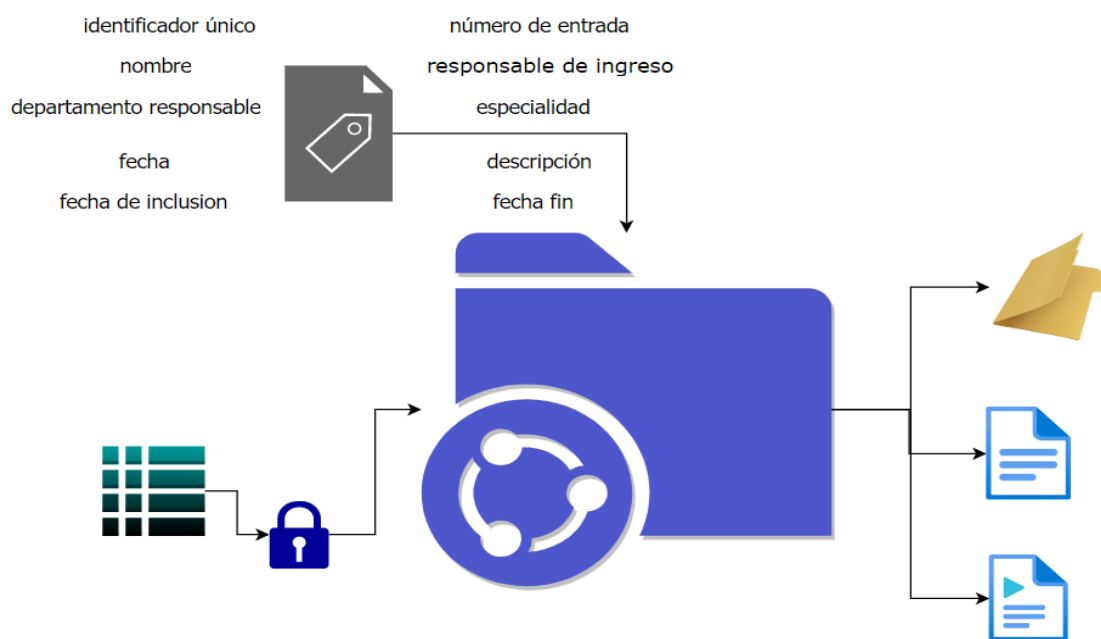 identificador único
número de entrada
nombre
responsable de ingreso
departamento responsable
especialidad
fecha
descripción
fecha de inclusion
fecha fin